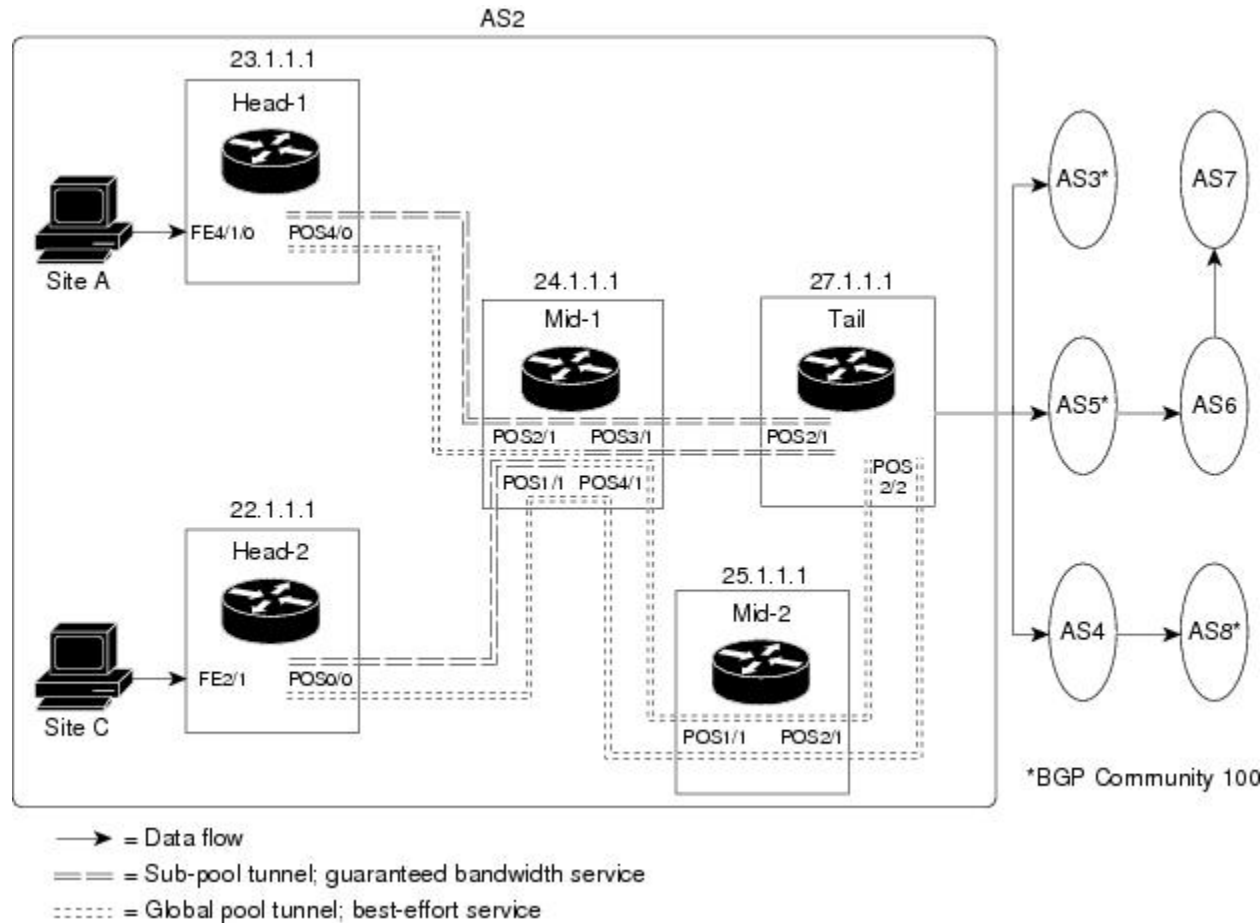 AS2
23.1.1.1
Head-1
FE4/1/0 POS4/0
Site A
24.1.1.1
Mid-1
POS2/1 POS3/1
POS1/1 POS4/1
27.1.1.1
Tail
POS2/1
POS
2/2
22.1.1.1
Head-2
FE2/1 POS0/0
Site C
25.1.1.1
Mid-2
POS1/1 POS2/1
AS3*
AS7
AS5*
AS6
AS4
AS8*
*BGP Community 100
= Data flow
= Sub-pool tunnel; guaranteed bandwidth service
= Global pool tunnel; best-effort service